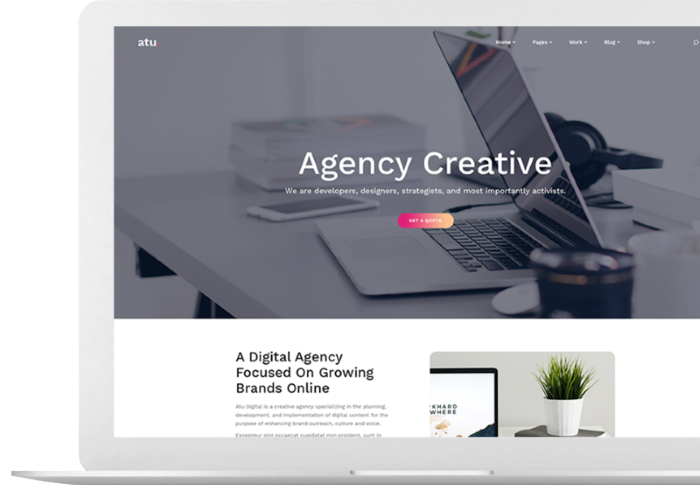 atu.
Home Pages Work Blog Shop
Agency Creative
We are developers, designers, strategists, and most importantly activists.
GET A QUOTE
A Digital Agency
Focused On Growing
Brands Online
Atu Digital is a creative agency specializing in the planning,
development, and implementation of digital content for the
purpose of enhancing brand outreach, culture and voice.
Excepteur sint occaecat cupidatat non proident, sunt in
KHARD
WHERE